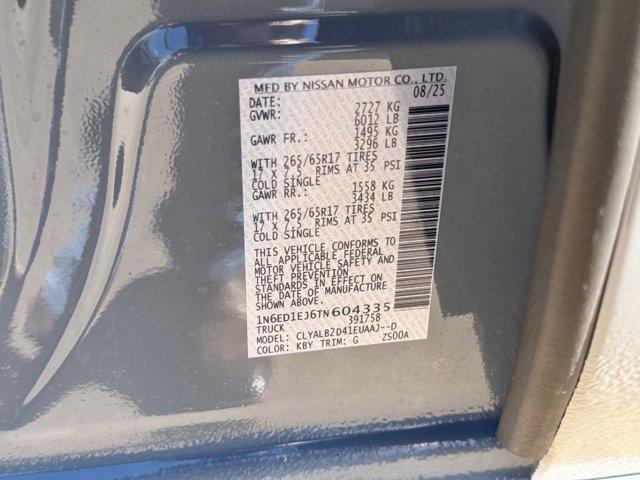 MFD BY NISSAN MOTOR CO., LTD.
DATE: 08/25
GVWR: 2727 KG
6012 LB
GAWR FR.: 1495 KG
3296 LB
WITH 265/65R17 TIRES
17 X 7.5 RIMS AT 35 PSI
COLD SINGLE
GAWR RR.: 1558 KG
3434 LB
WITH 265/65R17 TIRES
17 X 7.5 RIMS AT 35 PSI
COLD SINGLE
THIS VEHICLE CONFORMS TO
ALL APPLICABLE FEDERAL
MOTOR VEHICLE SAFETY AND
THEFT PREVENTION
STANDARDS IN EFFECT ON
THE DATE OF MANUFACTURE
SHOWN ABOVE.
1N6ED1EJ6TN604335
TRUCK 391758
MODEL: CLYALB2D41EUAAJ--D
COLOR: KBY TRIM: G ZS00A